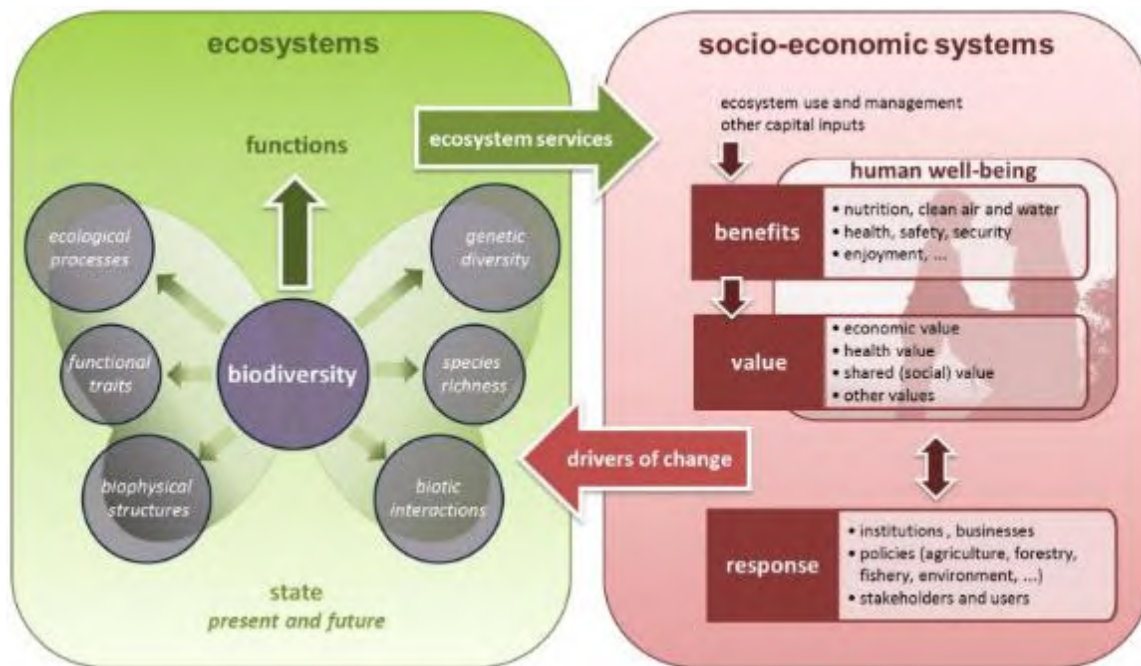 ecosystems
functions
ecological
processes
genetic
diversity
functional
traits
biodiversity
species
richness
biophysical
structures
biotic
interactions
state
present and future
ecosystem services
drivers of change
socio-economic systems
ecosystem use and management
other capital inputs
human well-being
benefits
• nutrition, clean air and water
• health, safety, security
• enjoyment, ...
value
• economic value
• health value
• shared (social) value
• other values
response
• institutions , businesses
• policies (agriculture, forestry,
fishery, environment, ...)
• stakeholders and users